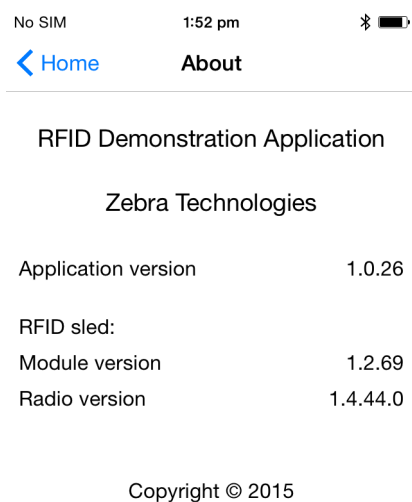 No SIM 1:52 pm
Home About
RFID Demonstration Application
Zebra Technologies
Application version 1.0.26
RFID sled:
Module version 1.2.69
Radio version 1.4.44.0
Copyright © 2015